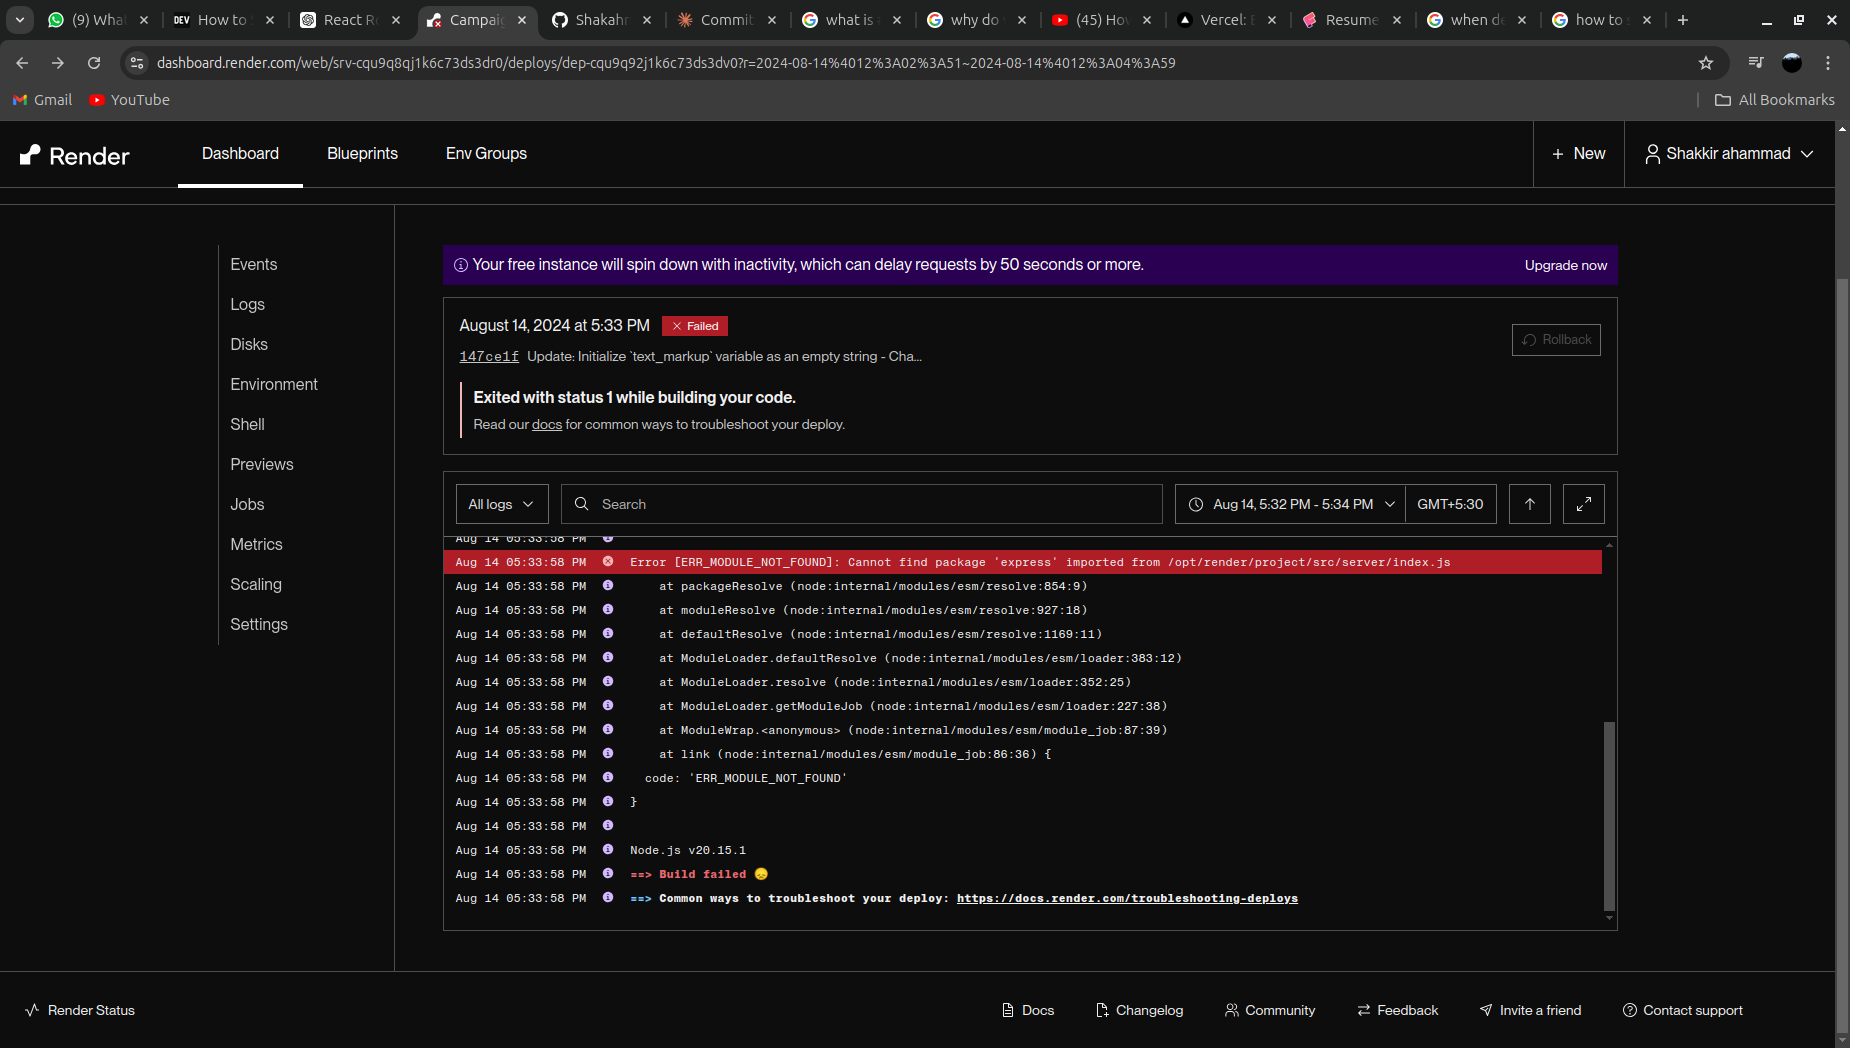 (9) What
DEV How to
React Ro
Campaig
Shakahm
Commit
what is
why do
(45) Hov
Vercel:
Resume
when de
how to
dashboard.render.com/web/srv-cqu9q8qj1k6c73ds3dr0/deploys/dep-cqu9q92j1k6c73ds3dv0?r=2024-08-14%4012%3A02%3A51~2024-08-14%4012%3A04%3A59
Gmail YouTube All Bookmarks
Render Dashboard Blueprints Env Groups + New Shakkir ahammad
Events
Logs
Disks
Environment
Shell
Previews
Jobs
Metrics
Scaling
Settings
Your free instance will spin down with inactivity, which can delay requests by 50 seconds or more. Upgrade now
August 14, 2024 at 5:33 PM Failed
147ce1f Update: Initialize `text_markup` variable as an empty string - Cha...
Rollback
Exited with status 1 while building your code.
Read our docs for common ways to troubleshoot your deploy.
All logs Search Aug 14, 5:32 PM - 5:34 PM GMT+5:30
Aug 14 05:33:58 PM
Aug 14 05:33:58 PM Error [ERR_MODULE_NOT_FOUND]: Cannot find package 'express' imported from /opt/render/project/src/server/index.js
Aug 14 05:33:58 PM at packageResolve (node:internal/modules/esm/resolve:854:9)
Aug 14 05:33:58 PM at moduleResolve (node:internal/modules/esm/resolve:927:18)
Aug 14 05:33:58 PM at defaultResolve (node:internal/modules/esm/resolve:1169:11)
Aug 14 05:33:58 PM at ModuleLoader.defaultResolve (node:internal/modules/esm/loader:383:12)
Aug 14 05:33:58 PM at ModuleLoader.resolve (node:internal/modules/esm/loader:352:25)
Aug 14 05:33:58 PM at ModuleLoader.getModuleJob (node:internal/modules/esm/loader:227:38)
Aug 14 05:33:58 PM at ModuleWrap.<anonymous> (node:internal/modules/esm/module_job:87:39)
Aug 14 05:33:58 PM at link (node:internal/modules/esm/module_job:86:36) {
Aug 14 05:33:58 PM code: 'ERR_MODULE_NOT_FOUND'
Aug 14 05:33:58 PM }
Aug 14 05:33:58 PM
Aug 14 05:33:58 PM Node.js v20.15.1
Aug 14 05:33:58 PM ==> Build failed 😞
Aug 14 05:33:58 PM ==> Common ways to troubleshoot your deploy: https://docs.render.com/troubleshooting-deploys
Render Status Docs Changelog Community Feedback Invite a friend Contact support